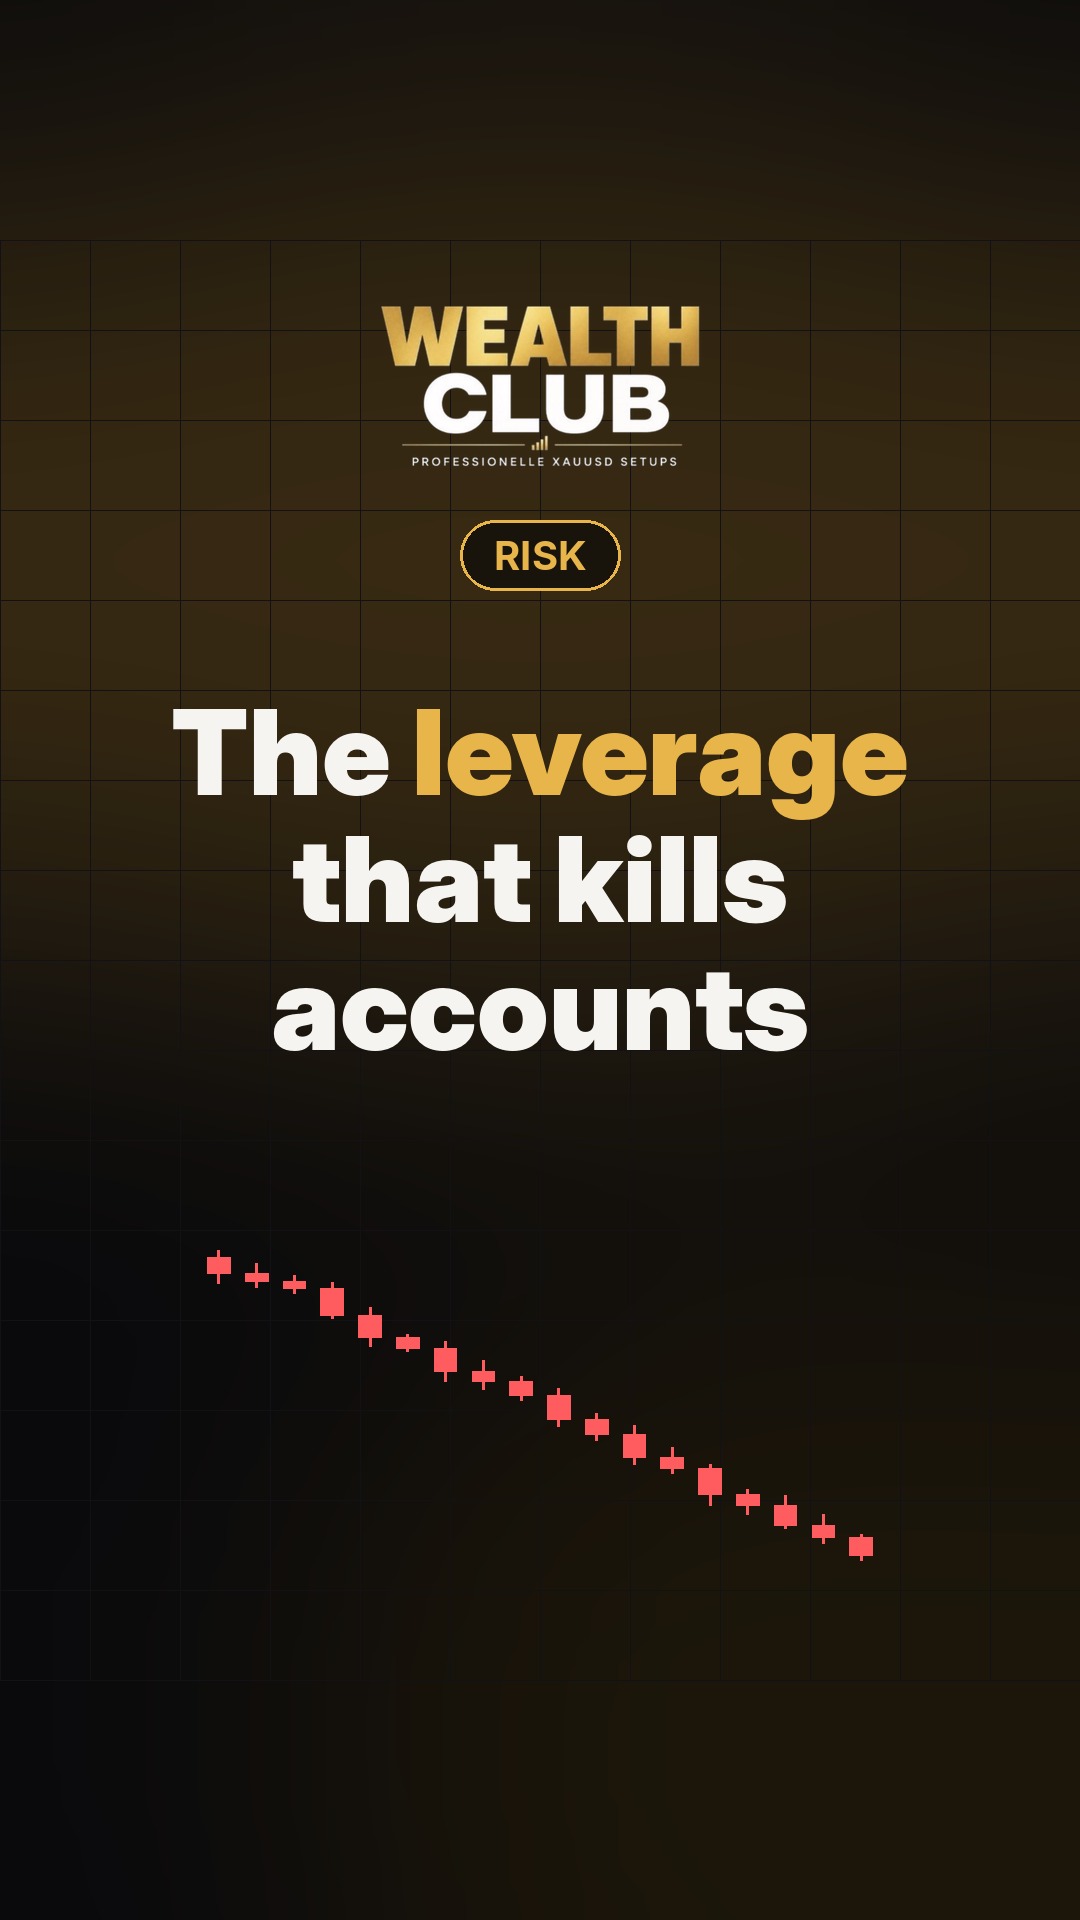 WEALTH
CLUB
PROFESSIONELLE XAUUSD SETUPS
RISK
The leverage
that kills
accounts